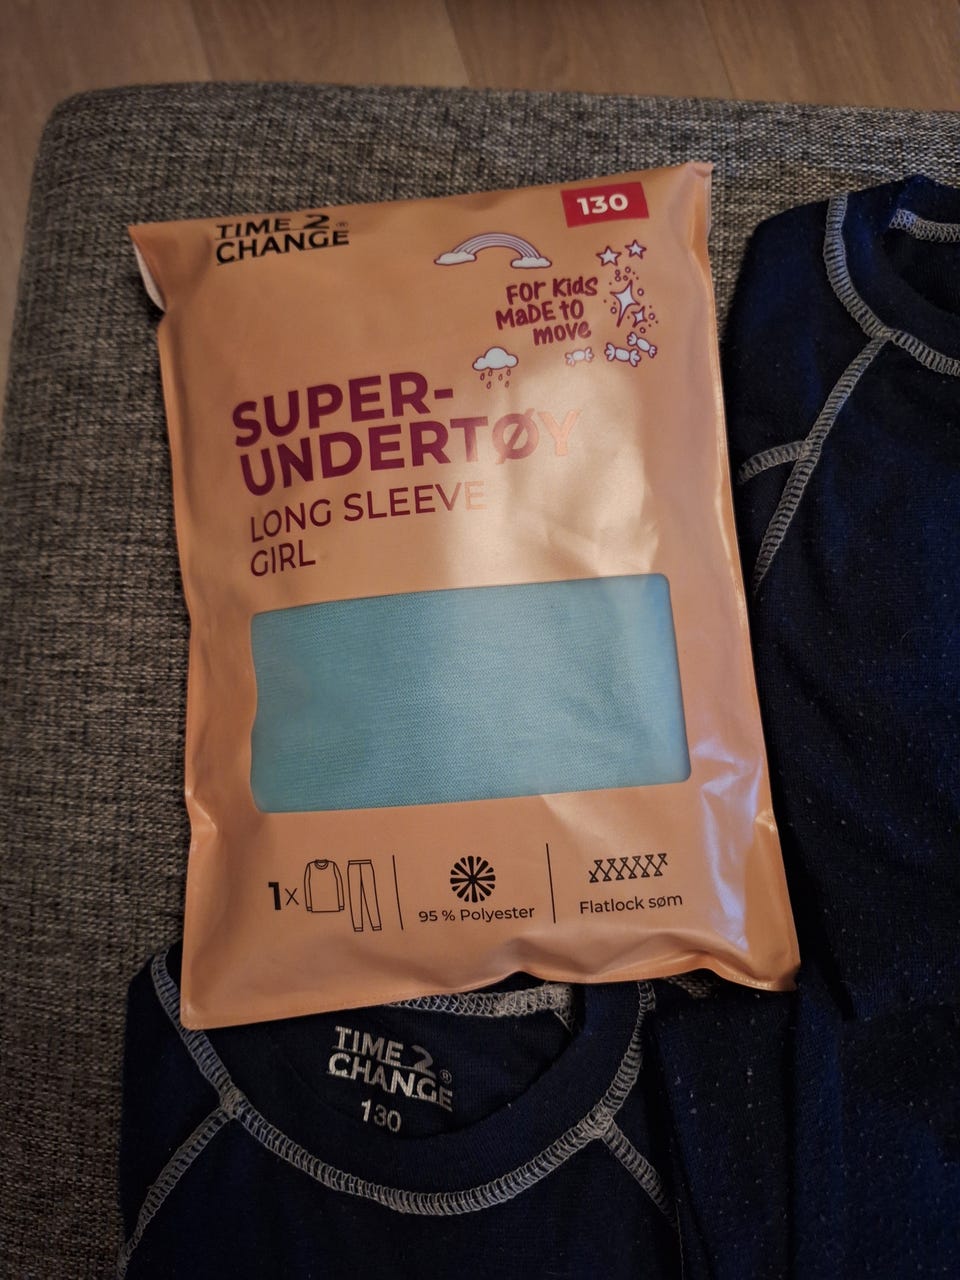 TIME 2
CHANGE®
130
FOR KIDS
MADE TO
move
SUPER-
UNDERTØY
LONG SLEEVE
GIRL
1x
95 % Polyester
Flatlock søm
TIME 2
CHANGE®
130